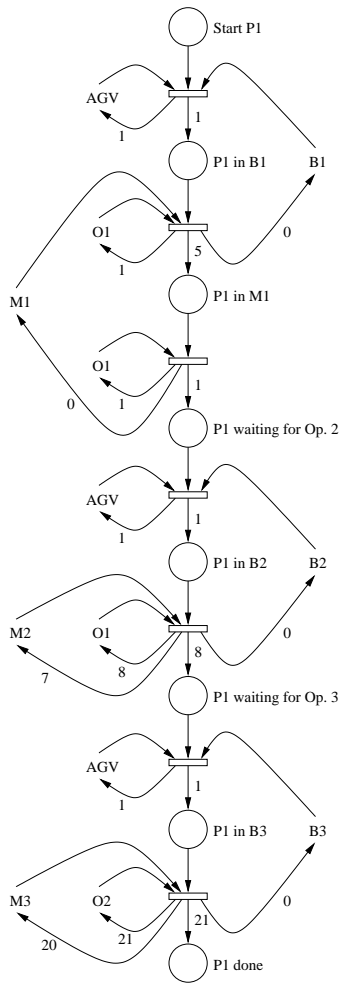 Start P1
AGV
1
1
P1 in B1
B1
O1
1
5
0
P1 in M1
M1
O1
1
1
0
P1 waiting for Op. 2
AGV
1
1
P1 in B2
B2
M2
O1
8
8
0
7
P1 waiting for Op. 3
AGV
1
1
P1 in B3
B3
M3
O2
21
21
0
20
P1 done